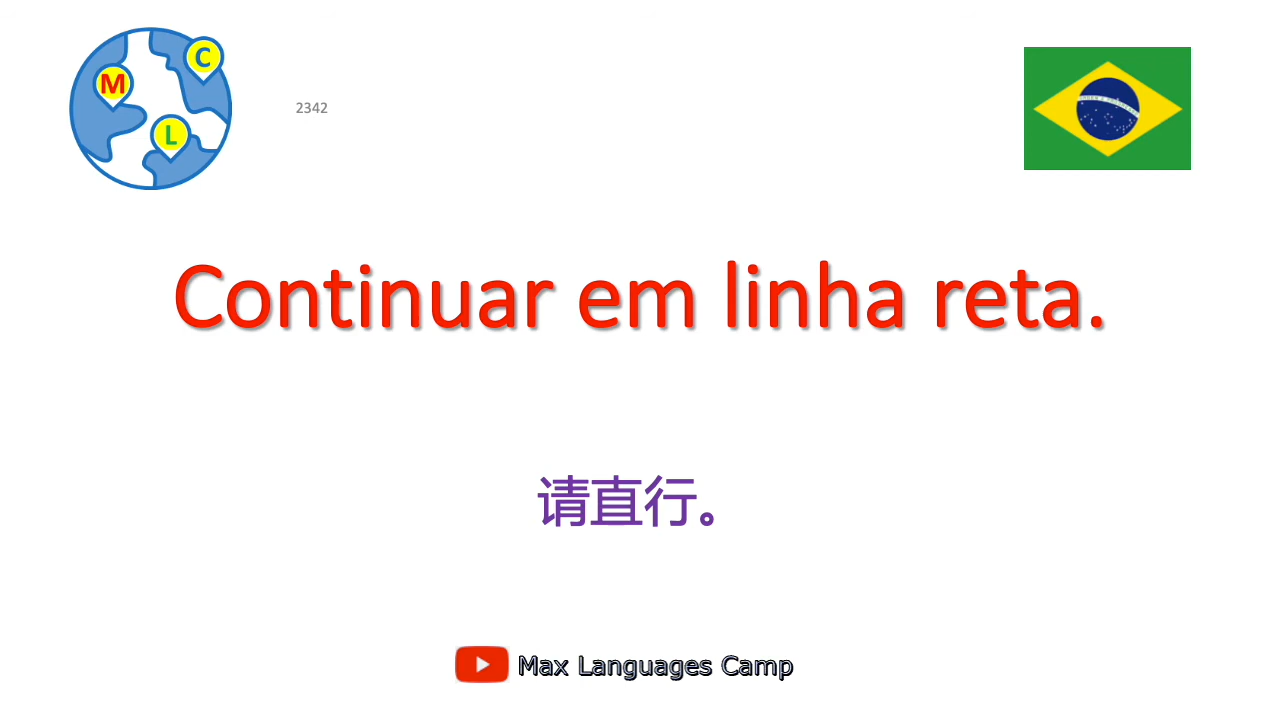 M
C
L
2342
Continuar em linha reta.
请直行。
Max Languages Camp